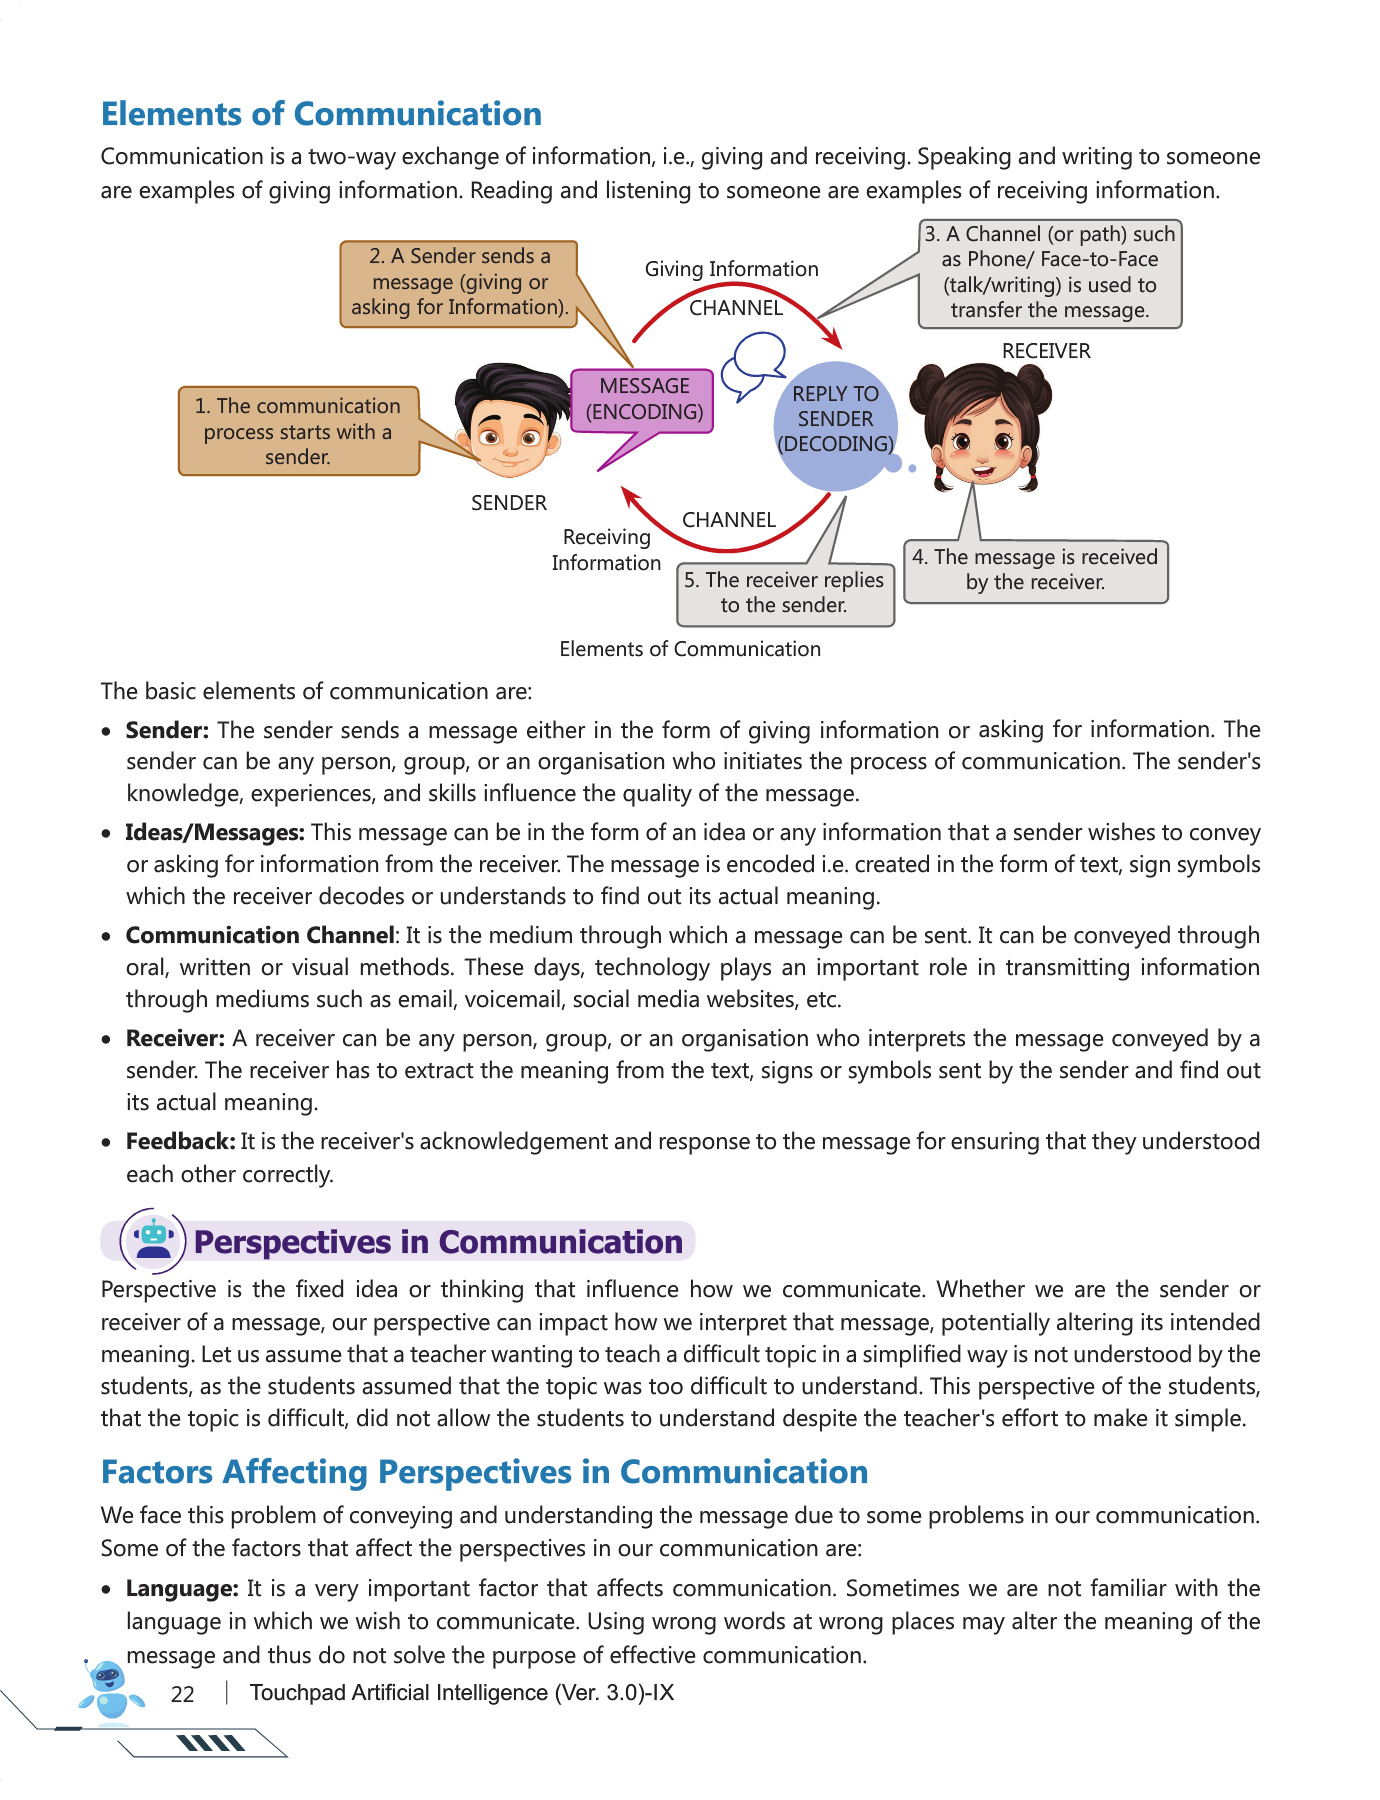 Elements of Communication
Communication is a two-way exchange of information, i.e., giving and receiving. Speaking and writing to someone
are examples of giving information. Reading and listening to someone are examples of receiving information.
2. A Sender sends a
message (giving or
asking for Information).
Giving Information
CHANNEL
3. A Channel (or path) such
as Phone/ Face-to-Face
(talk/writing) is used to
transfer the message.
RECEIVER
1. The communication
process starts with a
sender.
MESSAGE
(ENCODING)
REPLY TO
SENDER
(DECODING)
SENDER
CHANNEL
Receiving
Information
5. The receiver replies
to the sender.
4. The message is received
by the receiver.
Elements of Communication
The basic elements of communication are:
• Sender: The sender sends a message either in the form of giving information or asking for information. The
sender can be any person, group, or an organisation who initiates the process of communication. The sender's
knowledge, experiences, and skills influence the quality of the message.
• Ideas/Messages: This message can be in the form of an idea or any information that a sender wishes to convey
or asking for information from the receiver. The message is encoded i.e. created in the form of text, sign symbols
which the receiver decodes or understands to find out its actual meaning.
• Communication Channel: It is the medium through which a message can be sent. It can be conveyed through
oral, written or visual methods. These days, technology plays an important role in transmitting information
through mediums such as email, voicemail, social media websites, etc.
• Receiver: A receiver can be any person, group, or an organisation who interprets the message conveyed by a
sender. The receiver has to extract the meaning from the text, signs or symbols sent by the sender and find out
its actual meaning.
• Feedback: It is the receiver's acknowledgement and response to the message for ensuring that they understood
each other correctly.
Perspectives in Communication
Perspective is the fixed idea or thinking that influence how we communicate. Whether we are the sender or
receiver of a message, our perspective can impact how we interpret that message, potentially altering its intended
meaning. Let us assume that a teacher wanting to teach a difficult topic in a simplified way is not understood by the
students, as the students assumed that the topic was too difficult to understand. This perspective of the students,
that the topic is difficult, did not allow the students to understand despite the teacher's effort to make it simple.
Factors Affecting Perspectives in Communication
We face this problem of conveying and understanding the message due to some problems in our communication.
Some of the factors that affect the perspectives in our communication are:
• Language: It is a very important factor that affects communication. Sometimes we are not familiar with the
language in which we wish to communicate. Using wrong words at wrong places may alter the meaning of the
message and thus do not solve the purpose of effective communication.
22 | Touchpad Artificial Intelligence (Ver. 3.0)-IX